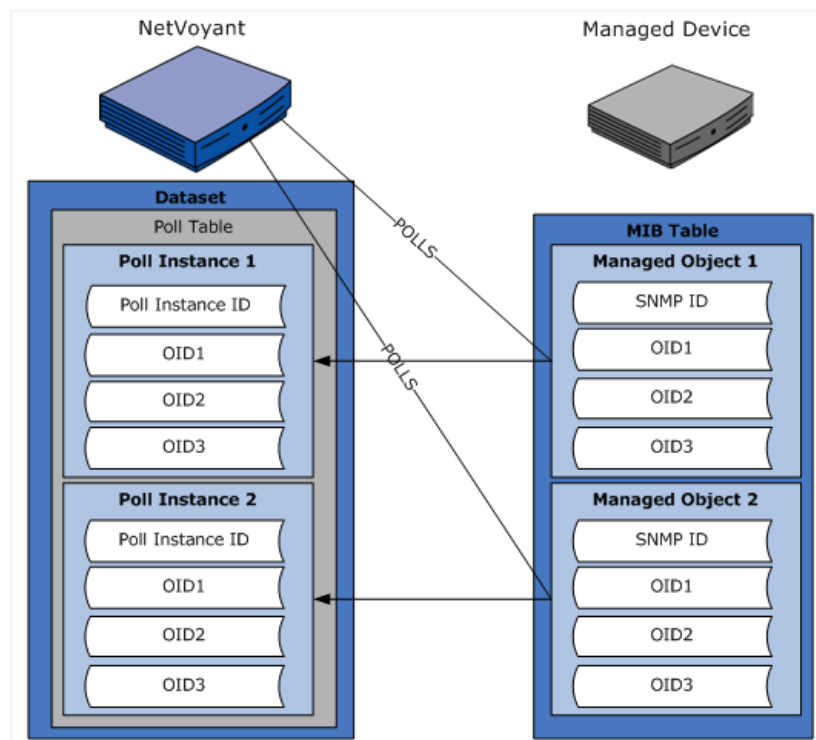 NetVoyant
Managed Device
Dataset
Poll Table
Poll Instance 1
Poll Instance ID
OID1
OID2
OID3
Poll Instance 2
Poll Instance ID
OID1
OID2
OID3
POLLS
POLLS
MIB Table
Managed Object 1
SNMP ID
OID1
OID2
OID3
Managed Object 2
SNMP ID
OID1
OID2
OID3